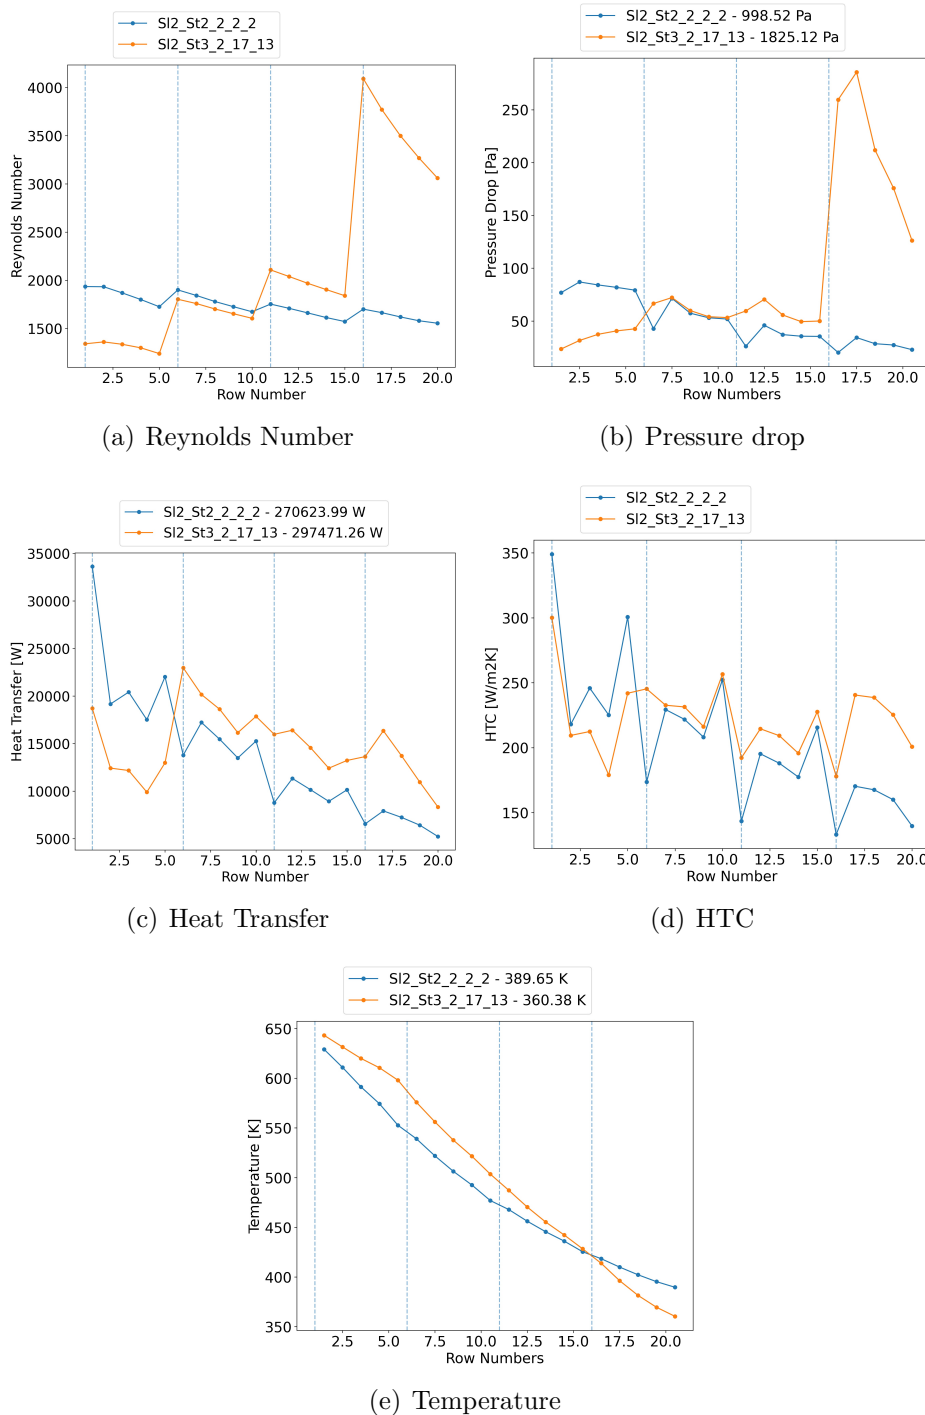 Sl2_St2_2_2_2
Sl2_St3_2_17_13
4000
3500
3000
2500
2000
1500
Reynolds Number
2.5 5.0 7.5 10.0 12.5 15.0 17.5 20.0
Row Number
(a) Reynolds Number
Sl2_St2_2_2_2 - 998.52 Pa
Sl2_St3_2_17_13 - 1825.12 Pa
250
200
150
100
50
Pressure Drop [Pa]
2.5 5.0 7.5 10.0 12.5 15.0 17.5 20.0
Row Numbers
(b) Pressure drop
Sl2_St2_2_2_2 - 270623.99 W
Sl2_St3_2_17_13 - 297471.26 W
35000
30000
25000
20000
15000
10000
5000
Heat Transfer [W]
2.5 5.0 7.5 10.0 12.5 15.0 17.5 20.0
Row Number
(c) Heat Transfer
Sl2_St2_2_2_2
Sl2_St3_2_17_13
350
300
250
200
150
HTC [W/m2K]
2.5 5.0 7.5 10.0 12.5 15.0 17.5 20.0
Row Number
(d) HTC
Sl2_St2_2_2_2 - 389.65 K
Sl2_St3_2_17_13 - 360.38 K
650
600
550
500
450
400
350
Temperature [K]
2.5 5.0 7.5 10.0 12.5 15.0 17.5 20.0
Row Numbers
(e) Temperature